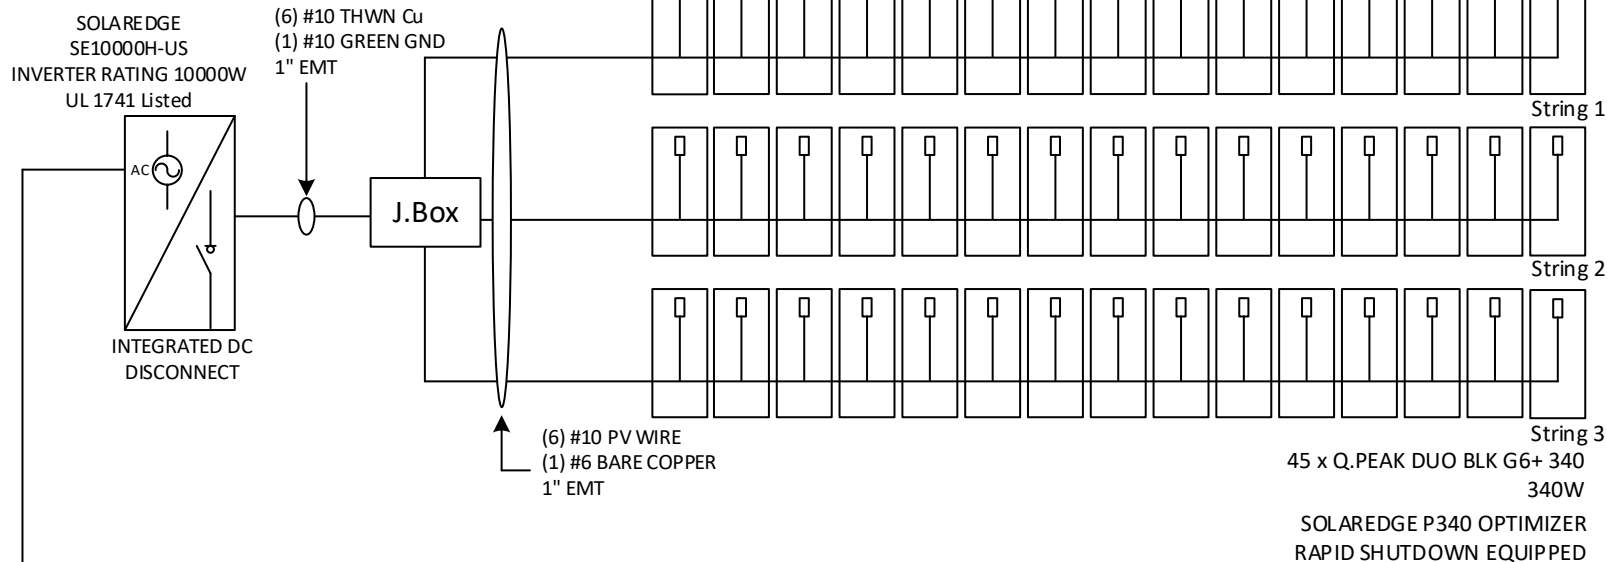 SOLAREDGE
SE10000H-US
INVERTER RATING 10000W
UL 1741 Listed
(6) #10 THWN Cu
(1) #10 GREEN GND
1" EMT
AC
J.Box
INTEGRATED DC
DISCONNECT
String 1
String 2
String 3
(6) #10 PV WIRE
(1) #6 BARE COPPER
1" EMT
45 x Q.PEAK DUO BLK G6+ 340
340W
SOLAREDGE P340 OPTIMIZER
RAPID SHUTDOWN EQUIPPED